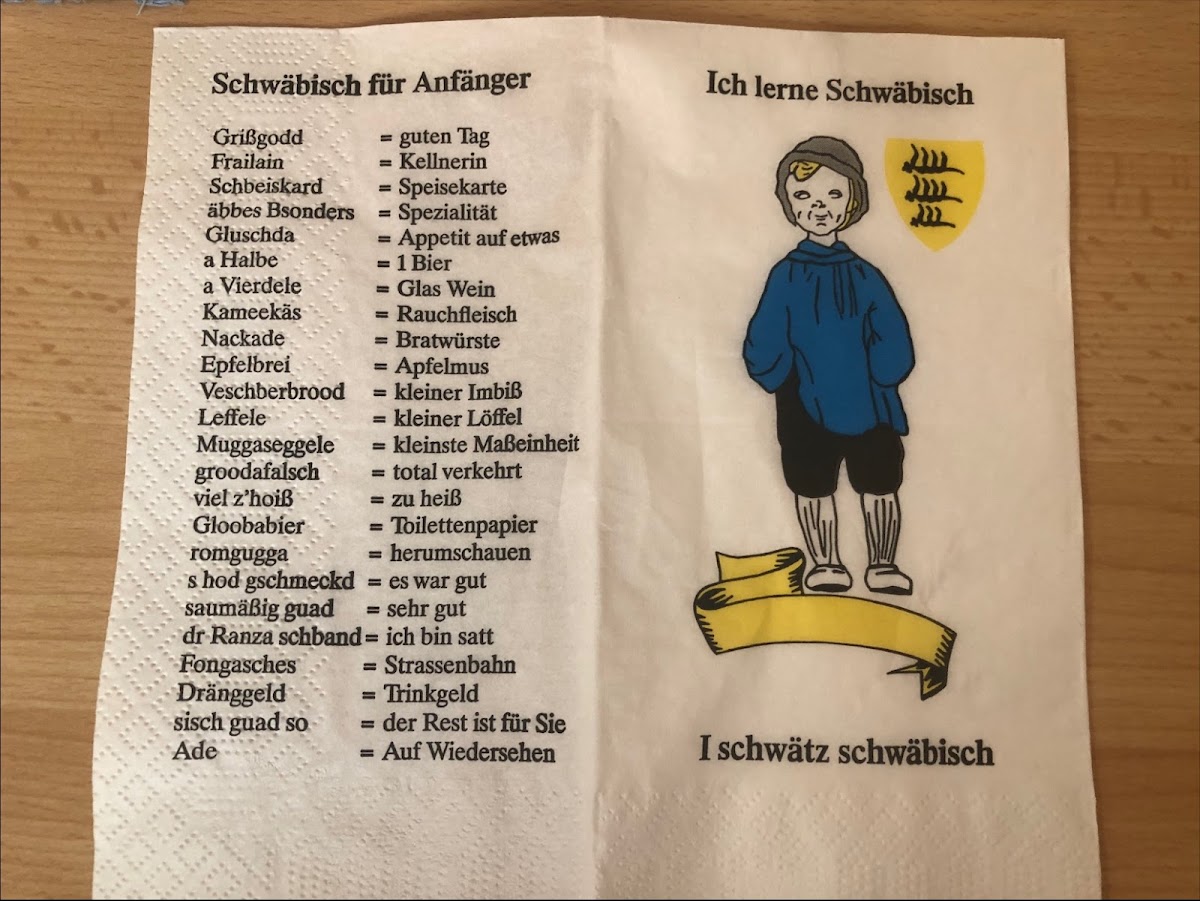 Schwäbisch für Anfänger
Grißgodd = guten Tag
Frailain = Kellnerin
Schbeiskard = Speisekarte
äbbes Bsonders = Spezialität
Gluschda = Appetit auf etwas
a Halbe = 1 Bier
a Vierdele = Glas Wein
Kameekäs = Rauchfleisch
Nackade = Bratwürste
Epfelbrei = Apfelmus
Veschberbrood = kleiner Imbiß
Leffele = kleiner Löffel
Muggaseggele = kleinste Maßeinheit
groodafalsch = total verkehrt
viel z'hoiß = zu heiß
Gloobabier = Toilettenpapier
romgugga = herumschauen
s hod gschmeckd = es war gut
saumäßig guad = sehr gut
dr Ranza schband = ich bin satt
Fongasches = Strassenbahn
Dränggeld = Trinkgeld
sisch guad so = der Rest ist für Sie
Ade = Auf Wiedersehen
Ich lerne Schwäbisch
I schwätz schwäbisch